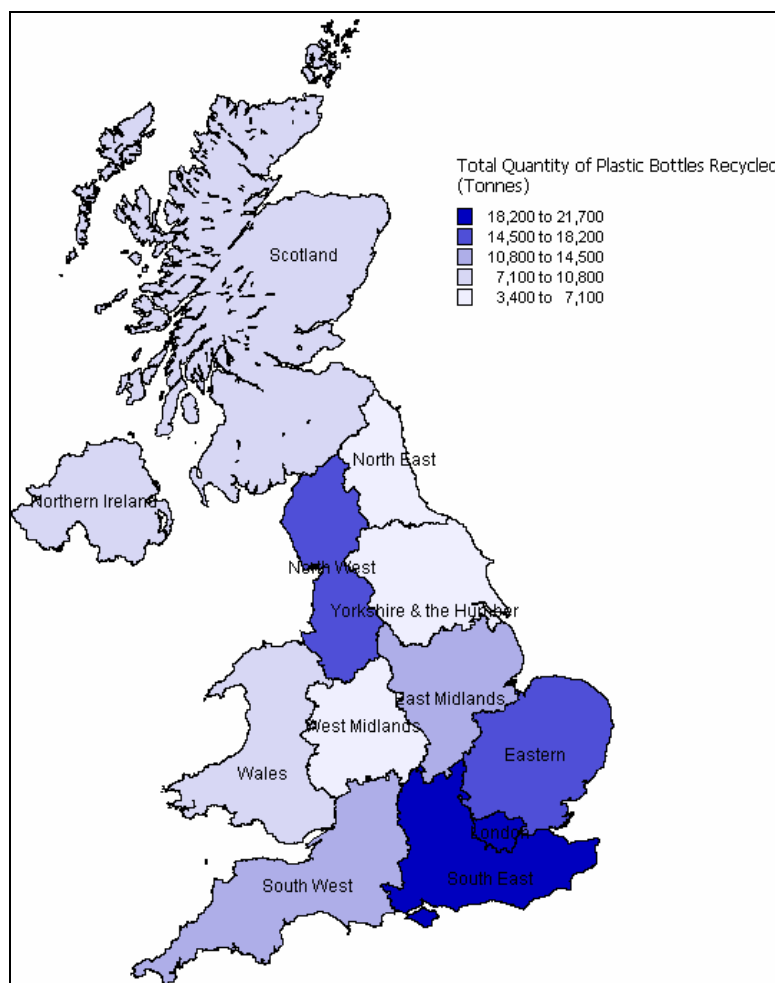 Total Quantity of Plastic Bottles Recycled
(Tonnes)
18,200 to 21,700
14,500 to 18,200
10,800 to 14,500
7,100 to 10,800
3,400 to 7,100
Scotland
North East
Northern Ireland
North West
Yorkshire & the Humber
East Midlands
West Midlands
Eastern
Wales
London
South East
South West